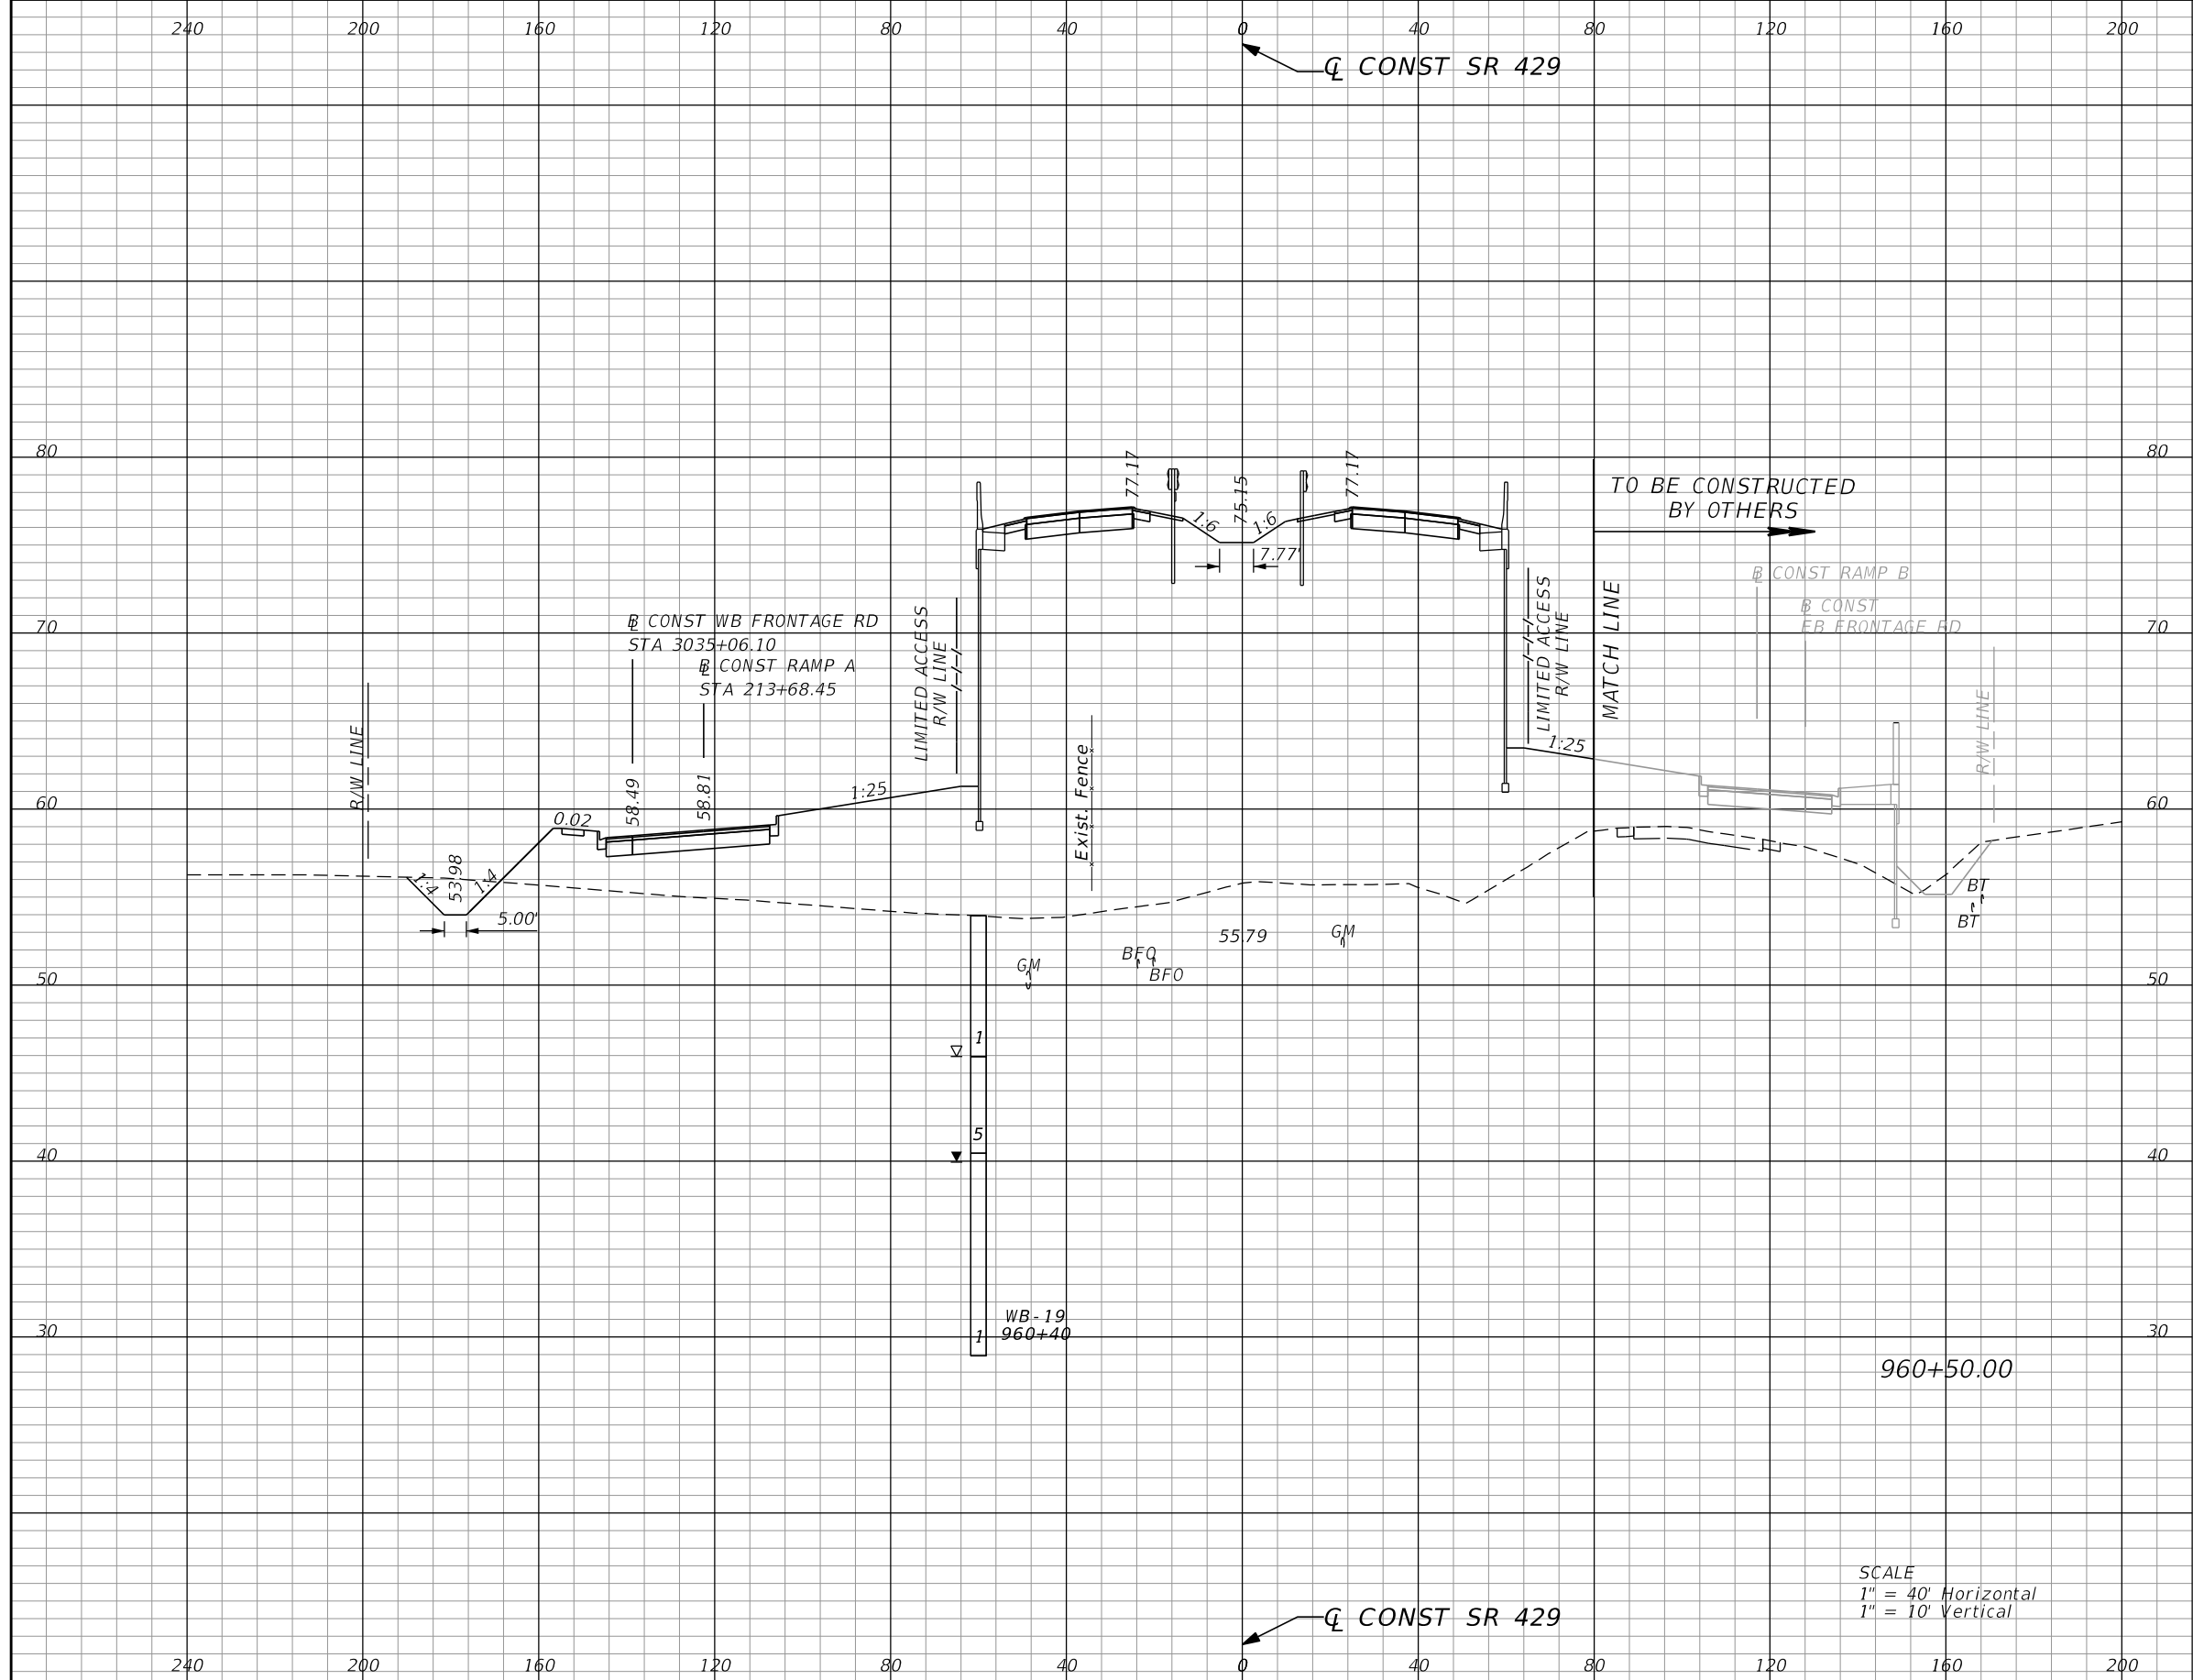 240 200 160 120 80 40 0 40 80 120 160 200
℄ CONST SR 429
80 80
77.17 75.15 77.17
1:6 1:6
7.77'
TO BE CONSTRUCTED
BY OTHERS
℄ CONST RAMP B
B CONST
EB FRONTAGE RD
70 70
B CONST WB FRONTAGE RD
STA 3035+06.10
B CONST RAMP A
STA 213+68.45
LIMITED ACCESS
R/W LINE
LIMITED ACCESS
R/W LINE
MATCH LINE
R/W LINE
R/W LINE
Exist. Fence
1:25
1:25
60 60
58.49
58.81
0.02
1:4
53.98
1:4
5.00'
55.79
GM
GM
BFO
BFO
BT
BT
50 50
1
5
40 40
WB-19
960+40
1
30 30
960+50.00
SCALE
1" = 40' Horizontal
1" = 10' Vertical
℄ CONST SR 429
240 200 160 120 80 40 0 40 80 120 160 200